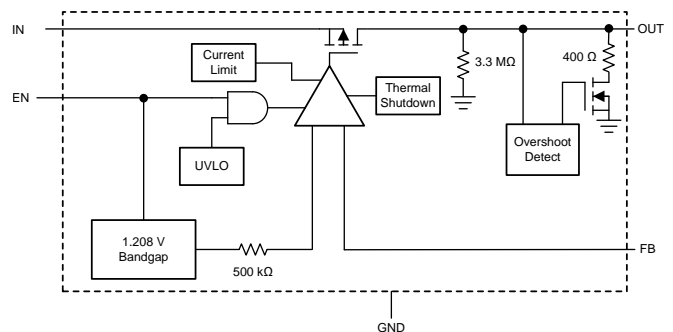 IN
OUT
Current
Limit
3.3 MΩ
400 Ω
Thermal
Shutdown
EN
Overshoot
Detect
UVLO
1.208 V
Bandgap
500 kΩ
FB
GND